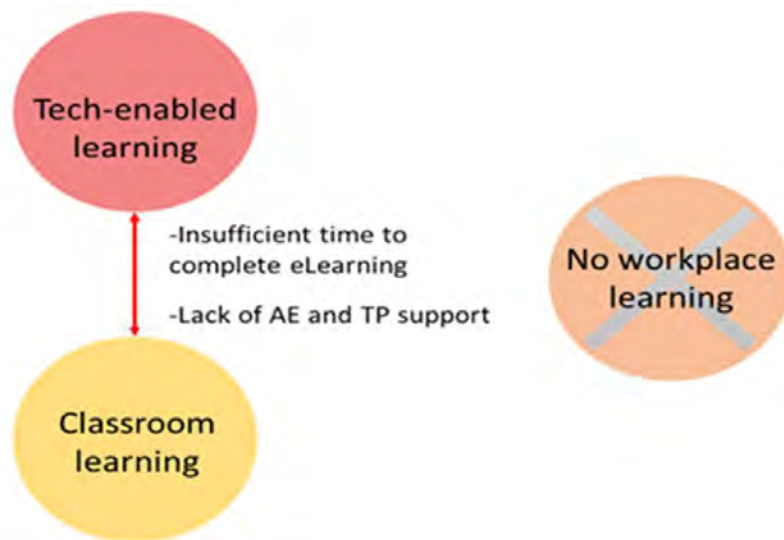 Tech-enabled
learning
-Insufficient time to
complete eLearning
-Lack of AE and TP support
No workplace
learning
Classroom
learning